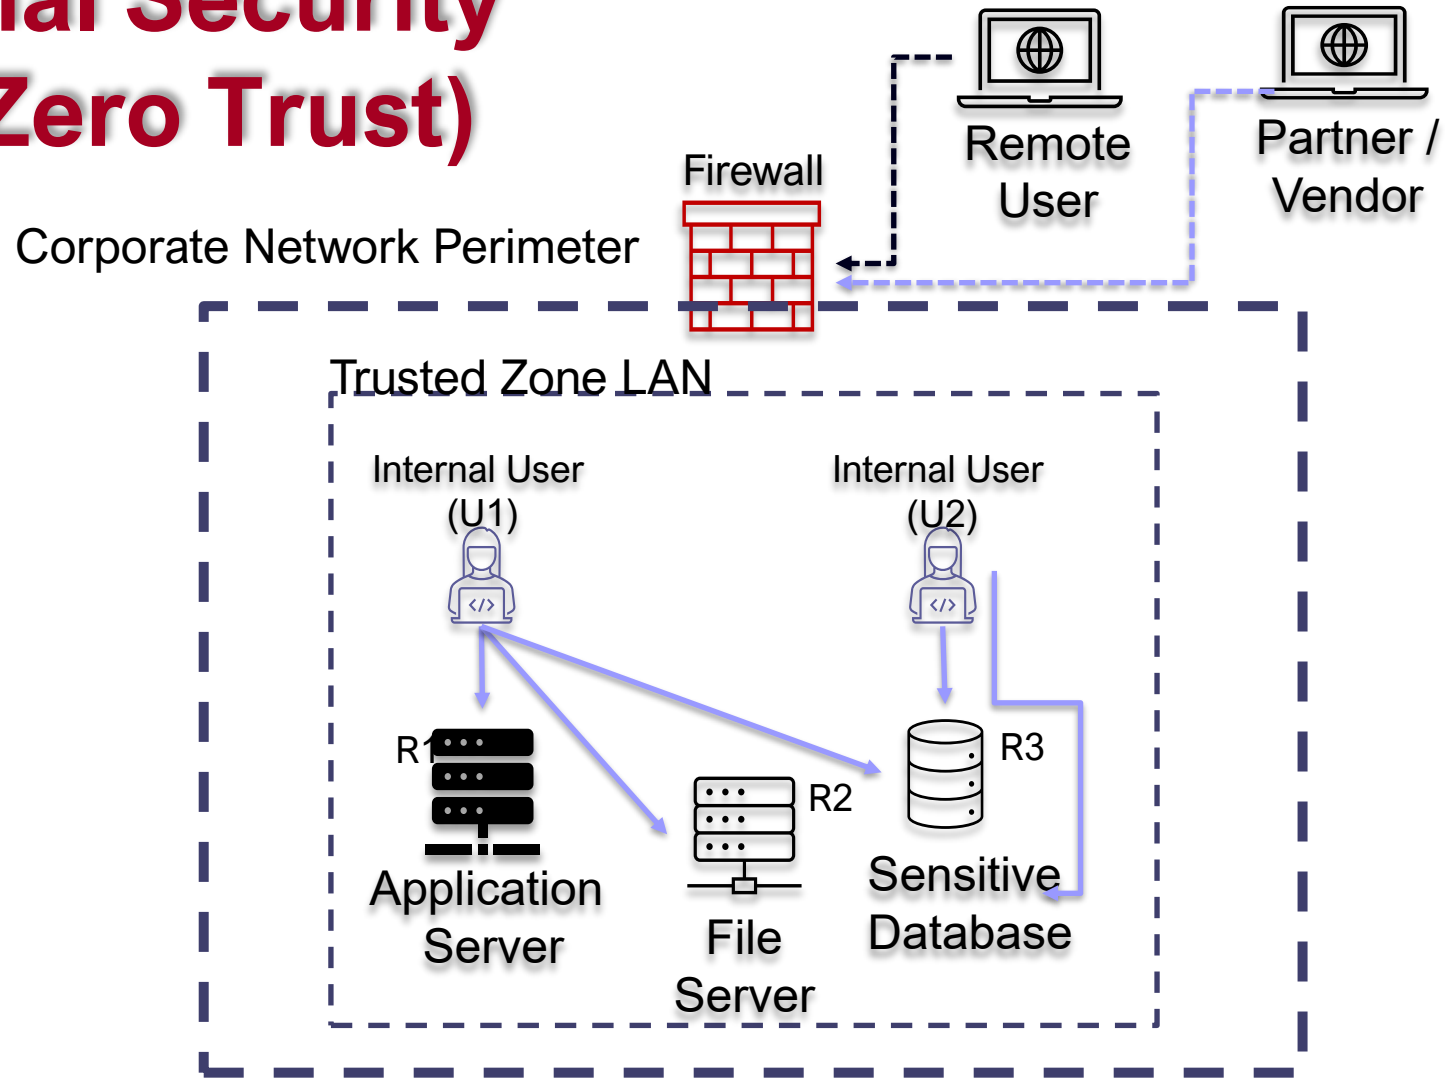 Security
Zero Trust)
Remote
User
Partner /
Vendor
Firewall
Corporate Network Perimeter
Trusted Zone LAN
Internal User
(U1)
Internal User
(U2)
</>
</>
R1
R2
R3
Application
Server
File
Server
Sensitive
Database